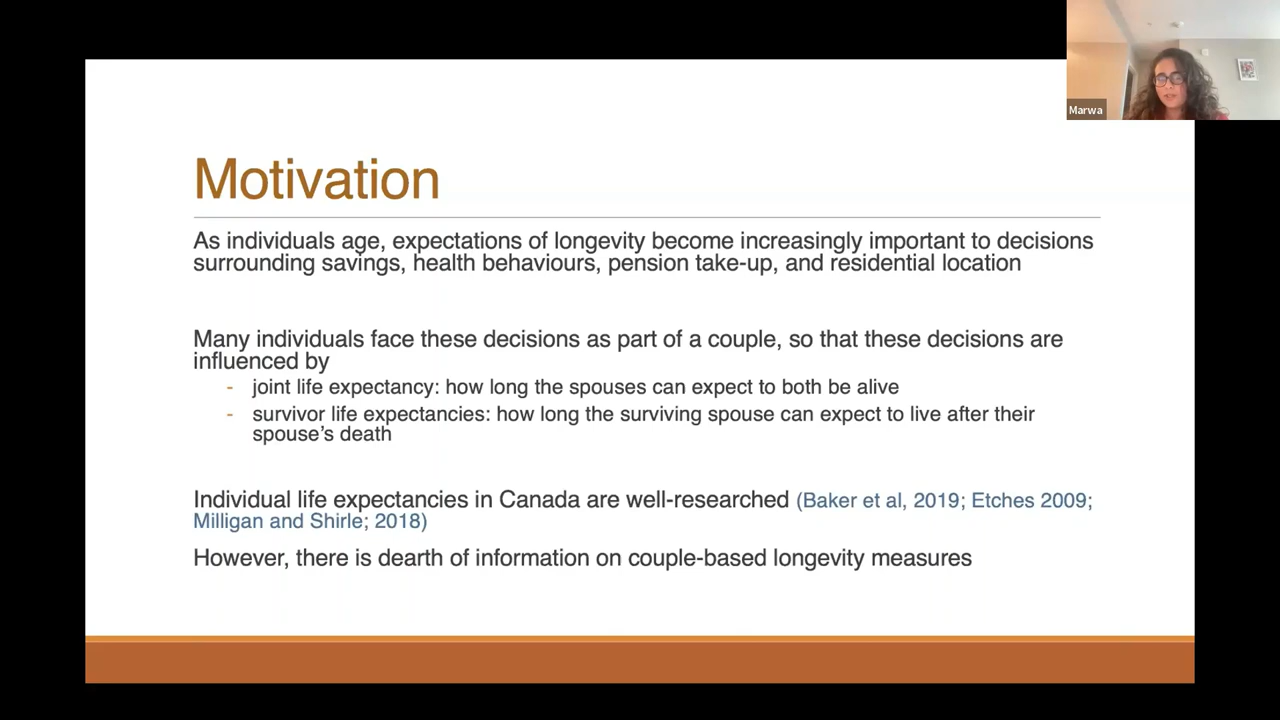 Marwa
Motivation
As individuals age, expectations of longevity become increasingly important to decisions
surrounding savings, health behaviours, pension take-up, and residential location
Many individuals face these decisions as part of a couple, so that these decisions are
influenced by
- joint life expectancy: how long the spouses can expect to both be alive
- survivor life expectancies: how long the surviving spouse can expect to live after their
spouse's death
Individual life expectancies in Canada are well-researched (Baker et al, 2019; Etches 2009;
Milligan and Shirle; 2018)
However, there is dearth of information on couple-based longevity measures